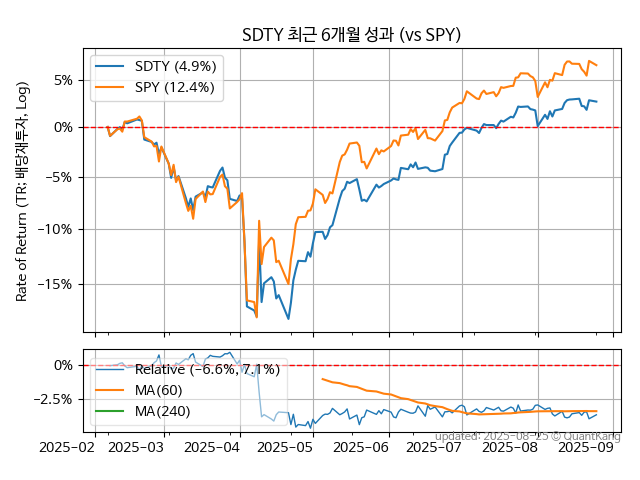 SDTY 최근 6개월 성과 (vs SPY)
SDTY (4.9%)
SPY (12.4%)
5%
0%
−5%
−10%
−15%
Rate of Return (TR: 배당재투자, Log)
0%
−2.5%
Relative (−6.6%, 7.1%)
MA(60)
MA(240)
updated: 2025-08-25 © QuantKang
2025-02 2025-03 2025-04 2025-05 2025-06 2025-07 2025-08 2025-09